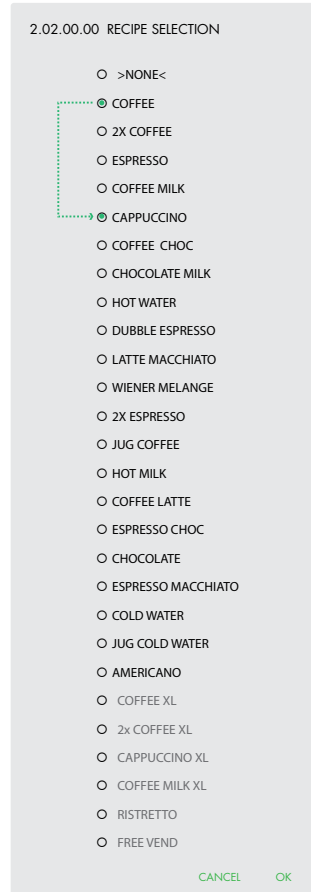 2.02.00.00 RECIPE SELECTION
>NONE<
COFFEE
2X COFFEE
ESPRESSO
COFFEE MILK
CAPPUCCINO
COFFEE CHOC
CHOCOLATE MILK
HOT WATER
DUBBLE ESPRESSO
LATTE MACCHIATO
WIENER MELANGE
2X ESPRESSO
JUG COFFEE
HOT MILK
COFFEE LATTE
ESPRESSO CHOC
CHOCOLATE
ESPRESSO MACCHIATO
COLD WATER
JUG COLD WATER
AMERICANO
COFFEE XL
2x COFFEE XL
CAPPUCCINO XL
COFFEE MILK XL
RISTRETTO
FREE VEND
CANCEL OK